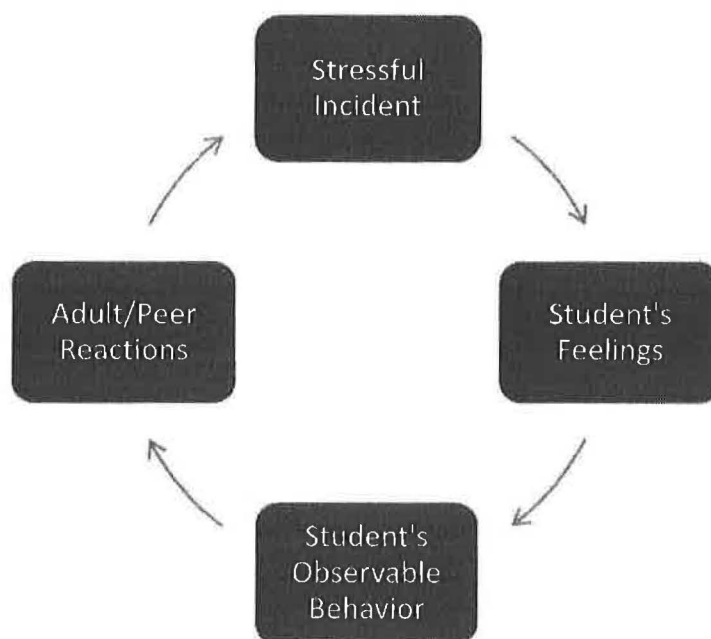 Stressful
Incident
Student's
Feelings
Student's
Observable
Behavior
Adult/Peer
Reactions